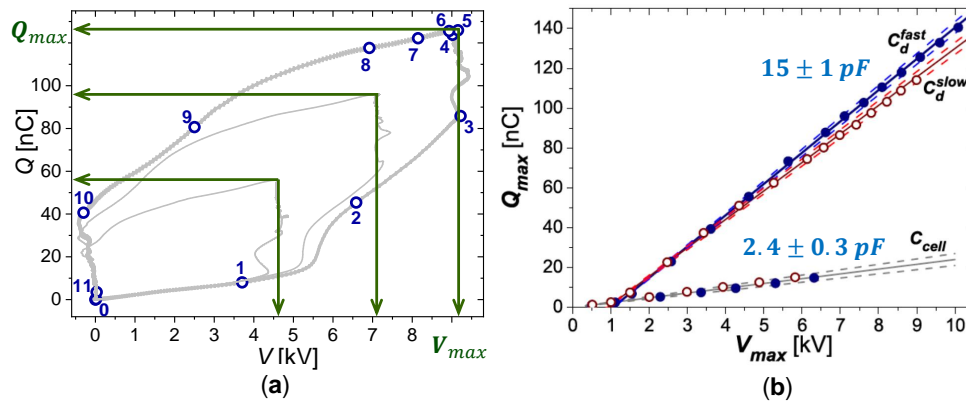 Q_max
120
100
80
60
40
20
0
Q [nC]
0
1
2
3
4
5
6
7
8
9
10
11
0 1 2 3 4 5 6 7 8
V [kV]
V_max
(a)
140
120
100
80
60
40
20
0
Q_max [nC]
C_d^fast
15 ± 1 pF
C_d^slow
2.4 ± 0.3 pF
C_cell
0 1 2 3 4 5 6 7 8 9 10
V_max [kV]
(b)